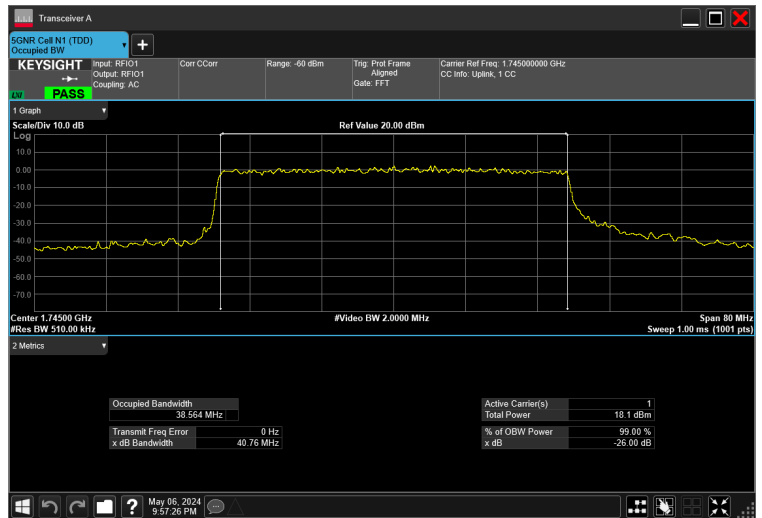 Transceiver A
5GNR Cell N1 (TDD)
Occupied BW
KEYSIGHT
LXI
PASS
Input: RFIO1
Output: RFIO1
Coupling: AC
Corr CCorr
Range: -60 dBm
Trig: Prot Frame
Aligned
Gate: FFT
Carrier Ref Freq: 1.745000000 GHz
CC Info: Uplink, 1 CC
1 Graph
Scale/Div 10.0 dB
Ref Value 20.00 dBm
Log
10.0
0.00
-10.0
-20.0
-30.0
-40.0
-50.0
-60.0
-70.0
Center 1.74500 GHz
#Video BW 2.0000 MHz
Span 80 MHz
#Res BW 510.00 kHz
Sweep 1.00 ms (1001 pts)
2 Metrics
Occupied Bandwidth
38.564 MHz
Transmit Freq Error 0 Hz
x dB Bandwidth 40.76 MHz
Active Carrier(s) 1
Total Power 18.1 dBm
% of OBW Power 99.00 %
x dB -26.00 dB
?
May 06, 2024
9:57:26 PM